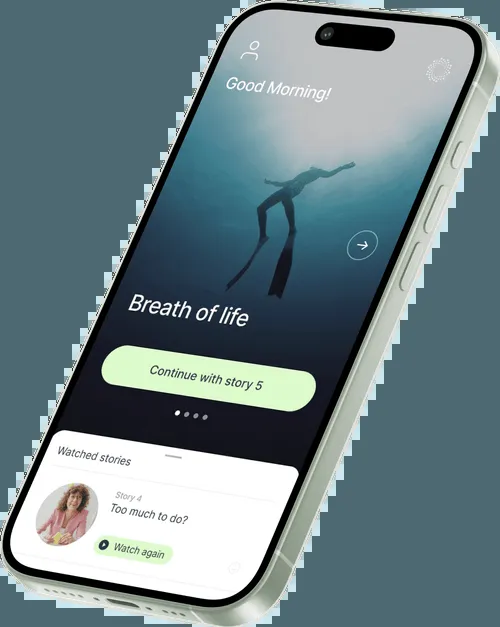 Good Morning!
Breath of life
Continue with story 5
Watched stories
Story 4
Too much to do?
Watch again